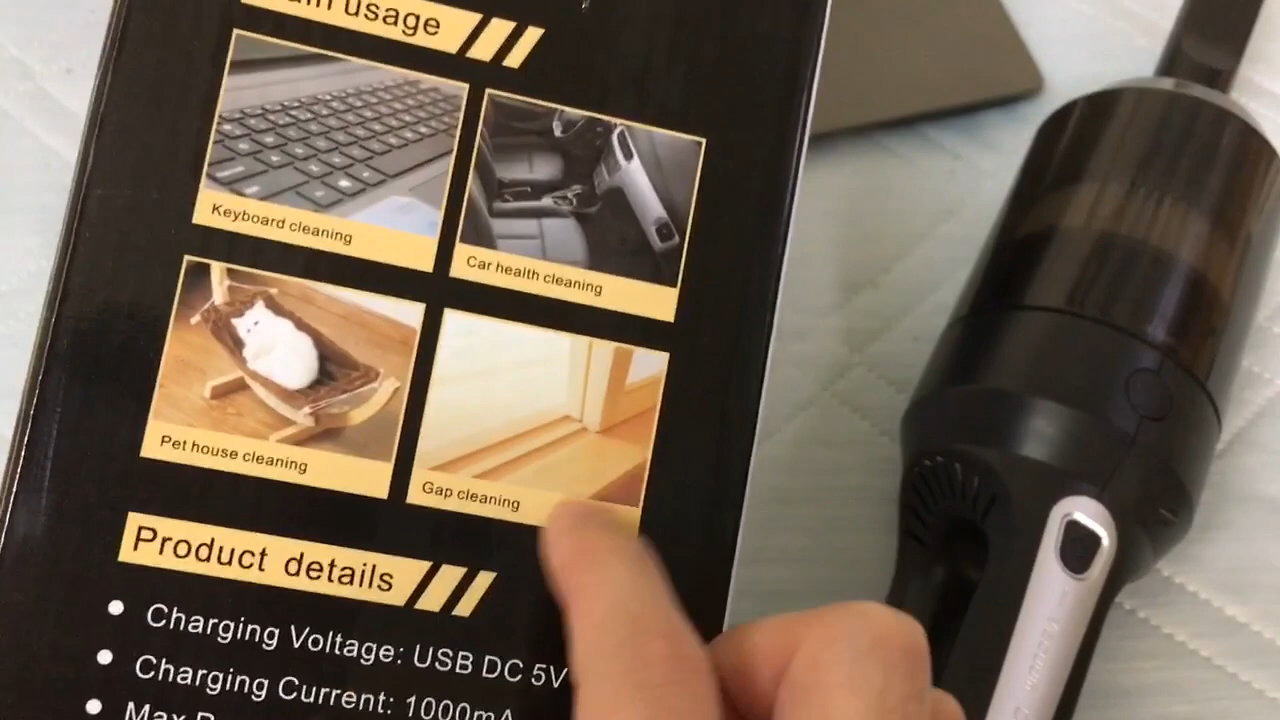 usage
Keyboard cleaning
Car health cleaning
Pet house cleaning
Gap cleaning
Product details
Charging Voltage: USB DC 5V
Charging Current: 1000mA
Max